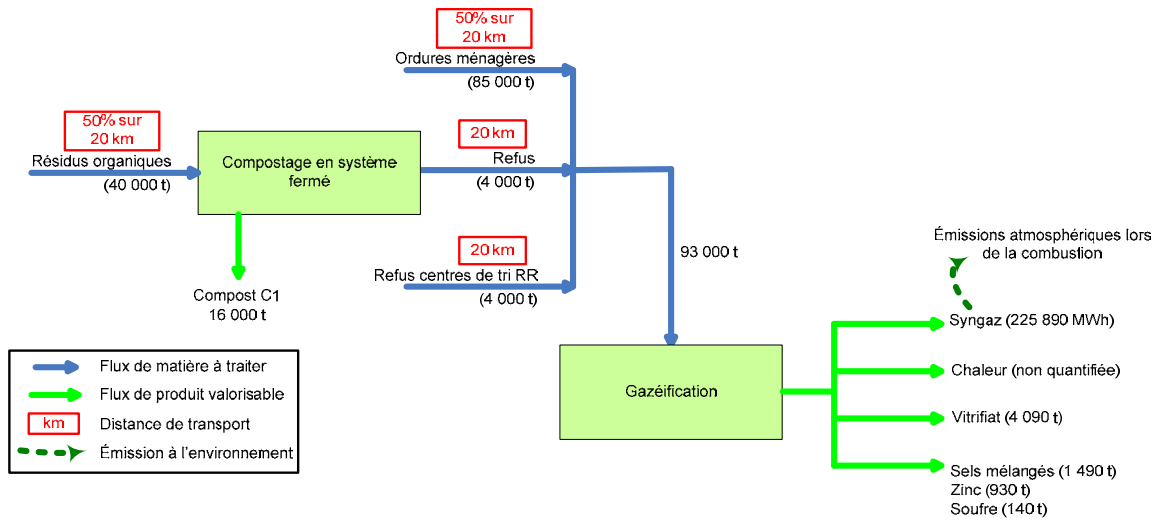 50% sur
20 km
Ordures ménagères
(85 000 t)
50% sur
20 km
Résidus organiques
(40 000 t)
Compostage en système
fermé
20 km
Refus
(4 000 t)
20 km
Refus centres de tri RR
(4 000 t)
Compost C1
16 000 t
93 000 t
Émissions atmosphériques lors
de la combustion
Gazéification
Syngaz (225 890 MWh)
Chaleur (non quantifiée)
Vitrifiat (4 090 t)
Sels mélangés (1 490 t)
Zinc (930 t)
Soufre (140 t)
Flux de matière à traiter
Flux de produit valorisable
km
Distance de transport
Émission à l'environnement